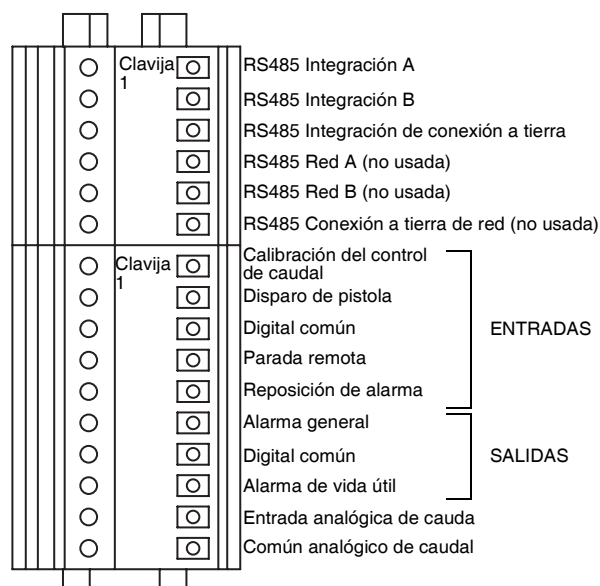 Clavija
1
RS485 Integración A
RS485 Integración B
RS485 Integración de conexión a tierra
RS485 Red A (no usada)
RS485 Red B (no usada)
RS485 Conexión a tierra de red (no usada)
Clavija
1
Calibración del control
de caudal
Disparo de pistola
Digital común
Parada remota
Reposición de alarma
ENTRADAS
Alarma general
Digital común
Alarma de vida útil
SALIDAS
Entrada analógica de cauda
Común analógico de caudal